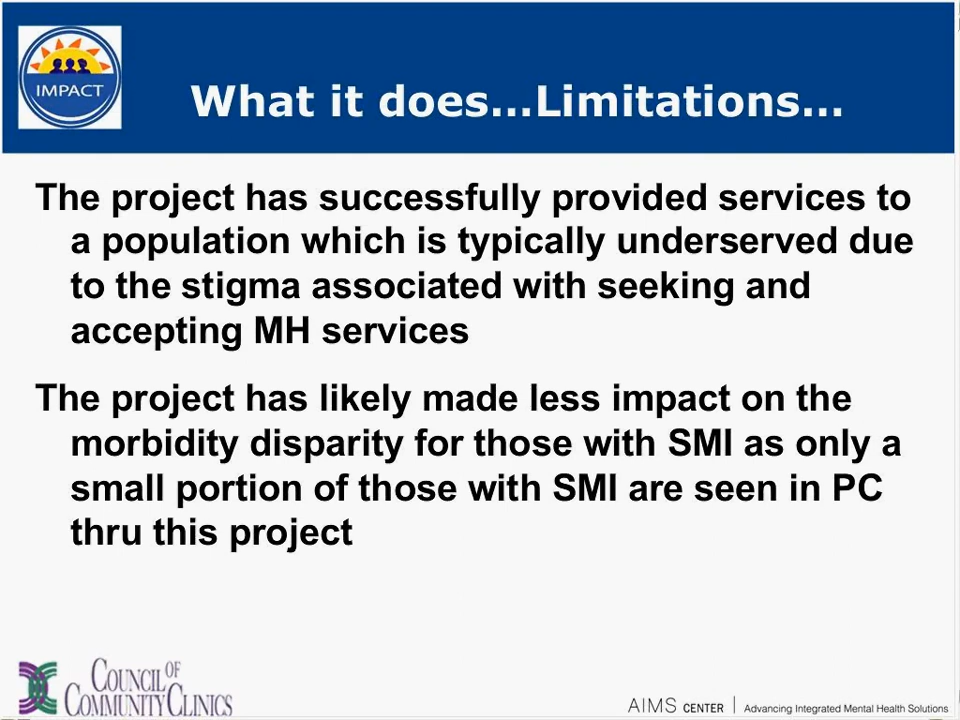 IMPACT
What it does...Limitations...
The project has successfully provided services to
a population which is typically underserved due
to the stigma associated with seeking and
accepting MH services
The project has likely made less impact on the
morbidity disparity for those with SMI as only a
small portion of those with SMI are seen in PC
thru this project
COUNCIL OF
COMMUNITY CLINICS
AIMS CENTER | Advancing Integrated Mental Health Solutions